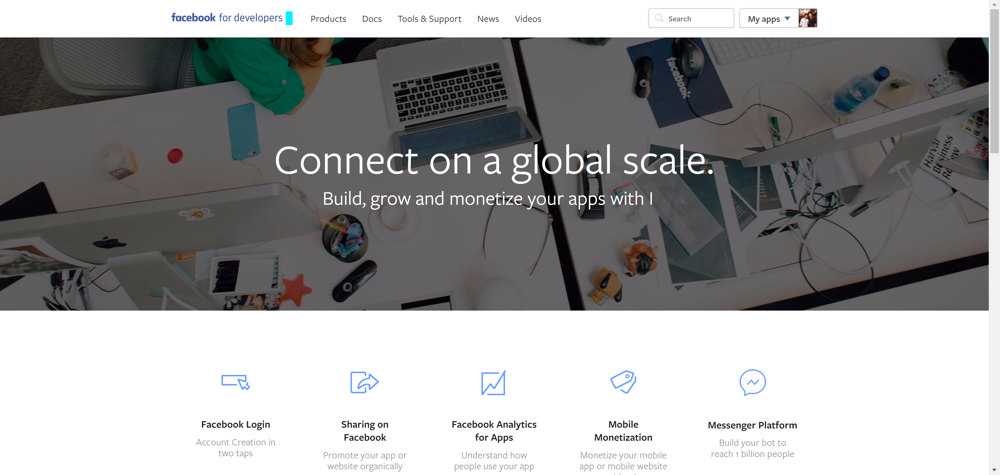 facebook for developers
Products Docs Tools & Support News Videos
Search
My apps
facebook
Connect on a global scale.
Build, grow and monetize your apps with I
Harvar
Business
Review
Facebook Login
Account Creation in
two taps
Sharing on
Facebook
Promote your app or
website organically
Facebook Analytics
for Apps
Understand how
people use your app
Mobile
Monetization
Monetize your mobile
app or mobile website
Messenger Platform
Build your bot to
reach 1 billion people